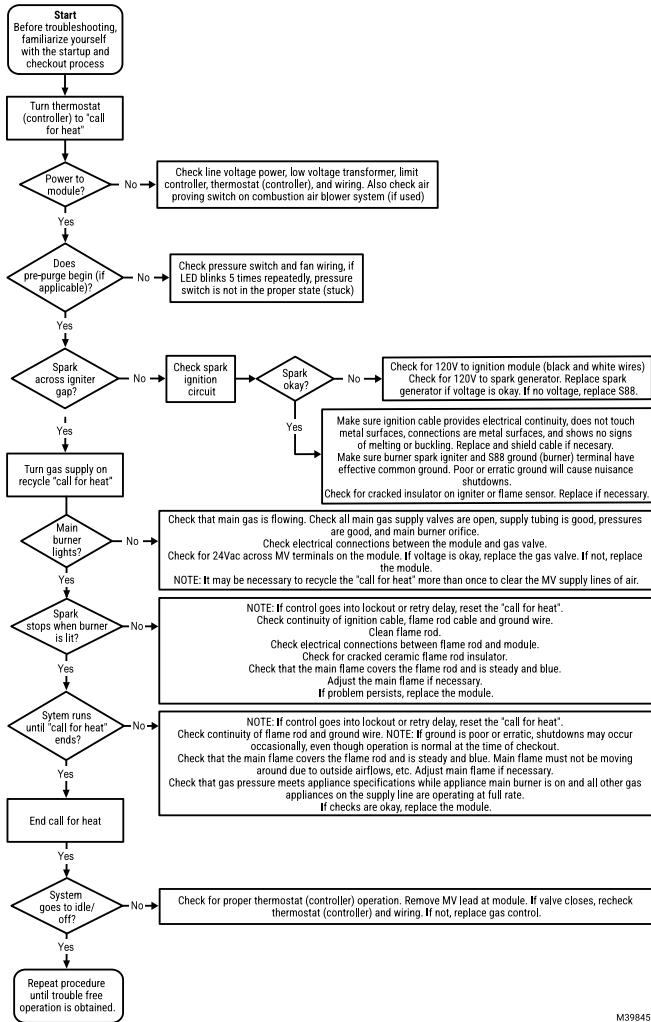 Start
Before troubleshooting,
familiarize yourself
with the startup and
checkout process
Turn thermostat
(controller) to "call
for heat"
Power to
module?
No
Check line voltage power, low voltage transformer, limit
controller, thermostat (controller), and wiring. Also check air
proving switch on combustion air blower system (if used)
Yes
Does
pre-purge begin (if
applicable)?
No
Check pressure switch and fan wiring, if
LED blinks 5 times repeatedly, pressure
switch is not in the proper state (stuck)
Yes
Spark
across igniter
gap?
No
Check spark
ignition
circuit
Spark
okay?
No
Check for 120V to ignition module (black and white wires)
Check for 120V to spark generator. Replace spark
generator if voltage is okay. If no voltage, replace S88.
Yes
Make sure ignition cable provides electrical continuity, does not touch
metal surfaces, connections are metal surfaces, and shows no signs
of melting or buckling. Replace and shield cable if necesary.
Make sure burner spark igniter and S88 ground (burner) terminal have
effective common ground. Poor or erratic ground will cause nuisance
shutdowns.
Check for cracked insulator on igniter or flame sensor. Replace if necessary.
Yes
Turn gas supply on
recycle "call for heat"
Main
burner
lights?
No
Check that main gas is flowing. Check all main gas supply valves are open, supply tubing is good, pressures
are good, and main burner orifice.
Check electrical connections between the module and gas valve.
Check for 24Vac across MV terminals on the module. If voltage is okay, replace the gas valve. If not, replace
the module.
NOTE: It may be necessary to recycle the "call for heat" more than once to clear the MV supply lines of air.
Yes
Spark
stops when burner
is lit?
No
NOTE: If control goes into lockout or retry delay, reset the "call for heat".
Check continuity of ignition cable, flame rod cable and ground wire.
Clean flame rod.
Check electrical connections between flame rod and module.
Check for cracked ceramic flame rod insulator.
Check that the main flame covers the flame rod and is steady and blue.
Adjust the main flame if necessary.
If problem persists, replace the module.
Yes
Sytem runs
until "call for heat"
ends?
No
NOTE: If control goes into lockout or retry delay, reset the "call for heat".
Check continuity of flame rod and ground wire. NOTE: If ground is poor or erratic, shutdowns may occur
occasionally, even though operation is normal at the time of checkout.
Check that the main flame covers the flame rod and is steady and blue. Main flame must not be moving
around due to outside airflows, etc. Adjust main flame if necessary.
Check that gas pressure meets appliance specifications while appliance main burner is on and all other gas
appliances on the supply line are operating at full rate.
If checks are okay, replace the module.
Yes
End call for heat
Yes
System
goes to idle/
off?
No
Check for proper thermostat (controller) operation. Remove MV lead at module. If valve closes, recheck
thermostat (controller) and wiring. If not, replace gas control.
Yes
Repeat procedure
until trouble free
operation is obtained.
M39845